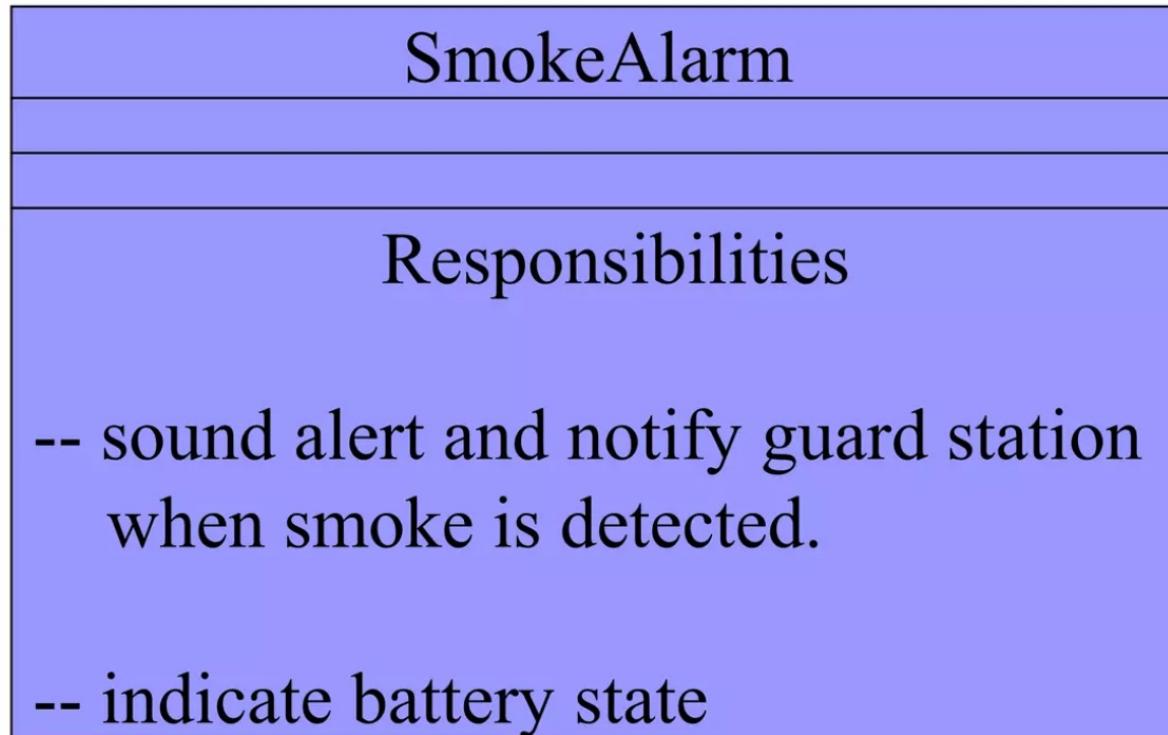 SmokeAlarm
Responsibilities
-- sound alert and notify guard station
when smoke is detected.
-- indicate battery state